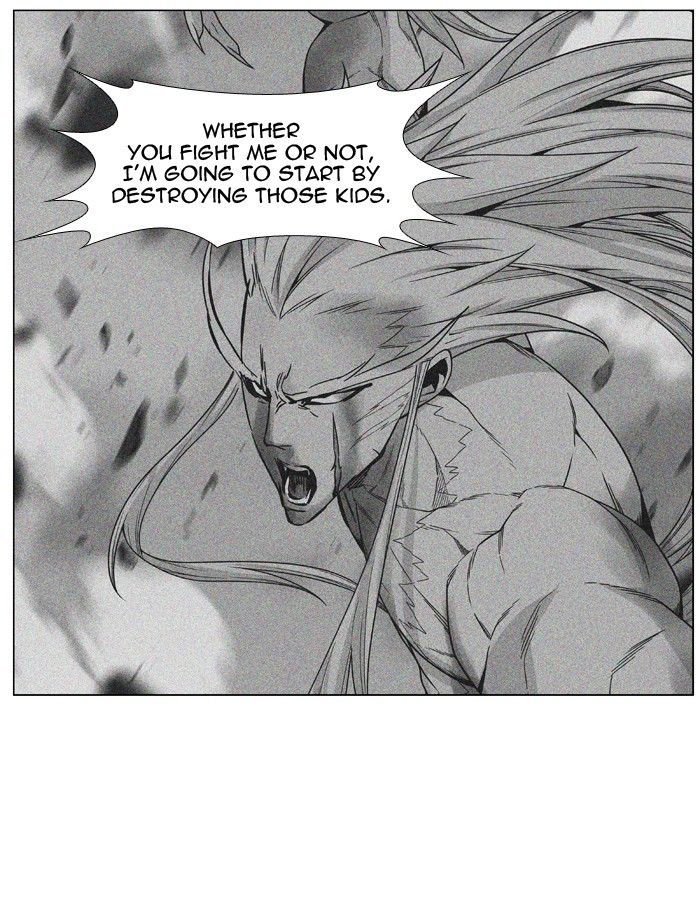 WHETHER
YOU FIGHT ME OR NOT,
I'M GOING TO START BY
DESTROYING THOSE KIDS.